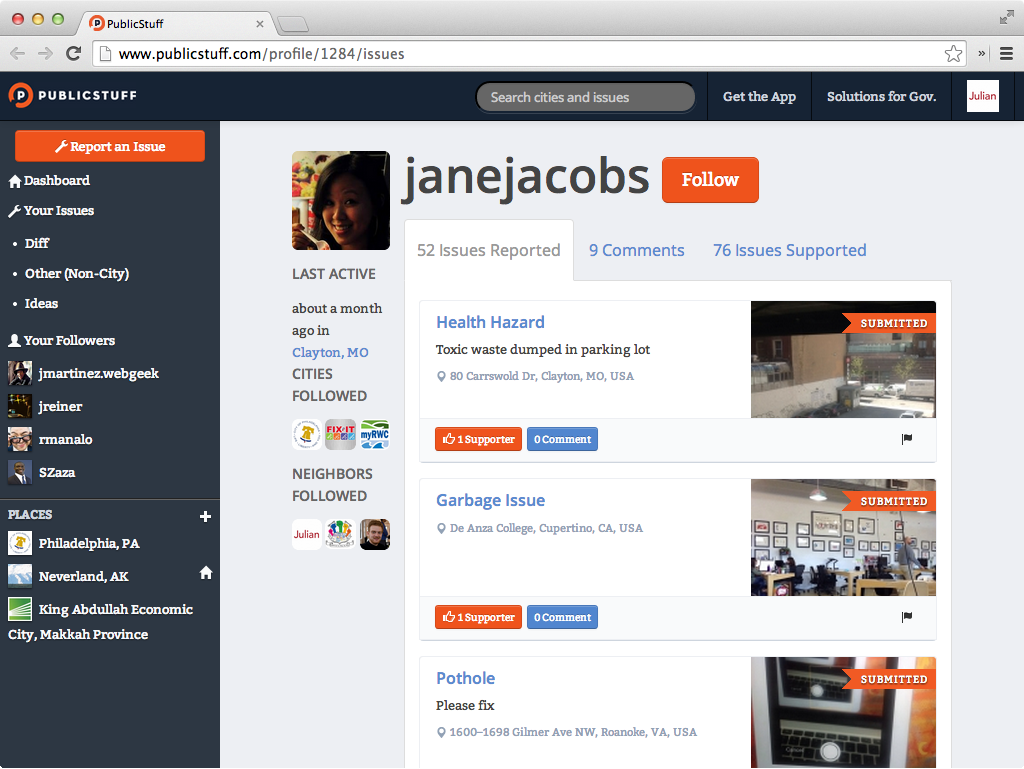 PublicStuff
www.publicstuff.com/profile/1284/issues
PUBLICSTUFF
Search cities and issues
Get the App
Solutions for Gov.
Julian
Report an Issue
Dashboard
Your Issues
• Diff
• Other (Non-City)
• Ideas
Your Followers
jmartinez.webgeek
jreiner
rmanalo
SZaza
PLACES
Philadelphia, PA
Neverland, AK
King Abdullah Economic
City, Makkah Province
janejacobs
Follow
LAST ACTIVE
about a month
ago in
Clayton, MO
CITIES
FOLLOWED
FIX-IT
myRWC
NEIGHBORS
FOLLOWED
Julian
52 Issues Reported
9 Comments
76 Issues Supported
Health Hazard
Toxic waste dumped in parking lot
80 Carrswold Dr, Clayton, MO, USA
SUBMITTED
1 Supporter
0 Comment
Garbage Issue
De Anza College, Cupertino, CA, USA
SUBMITTED
1 Supporter
0 Comment
Pothole
Please fix
1600–1698 Gilmer Ave NW, Roanoke, VA, USA
SUBMITTED